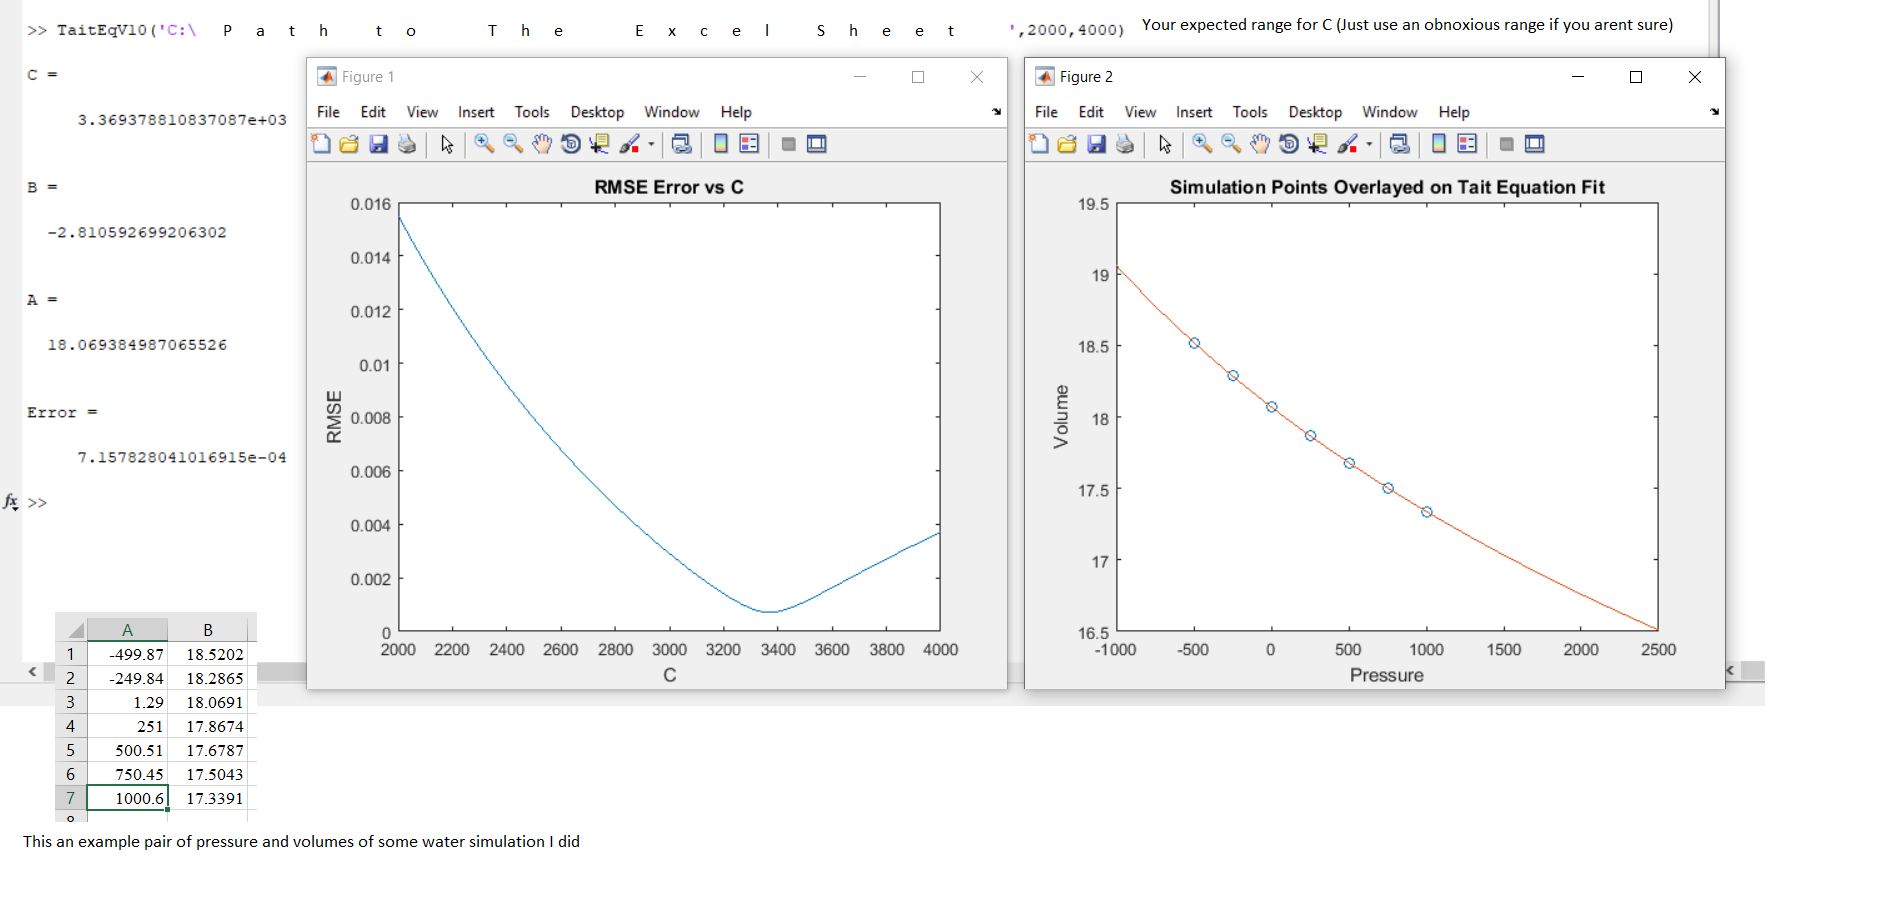 >> TaitEqV10('C:\ Path to The Excel Sheet ',2000,4000) Your expected range for C (Just use an obnoxious range if you arent sure)
C =
3.369378810837087e+03
B =
-2.810592699206302
A =
18.069384987065526
Error =
7.157828041016915e-04
fx >>
Figure 1
File Edit View Insert Tools Desktop Window Help
RMSE Error vs C
0.016
0.014
0.012
0.01
0.008
0.006
0.004
0.002
0
RMSE
2000 2200 2400 2600 2800 3000 3200 3400 3600 3800 4000
C
Figure 2
File Edit View Insert Tools Desktop Window Help
Simulation Points Overlayed on Tait Equation Fit
19.5
19
18.5
18
17.5
17
16.5
Volume
-1000 -500 0 500 1000 1500 2000 2500
Pressure
A B
1 -499.87 18.5202
2 -249.84 18.2865
3 1.29 18.0691
4 251 17.8674
5 500.51 17.6787
6 750.45 17.5043
7 1000.6 17.3391
This an example pair of pressure and volumes of some water simulation I did